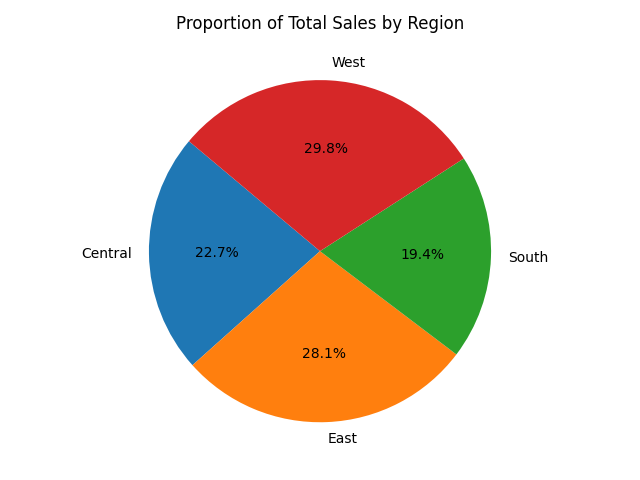 Proportion of Total Sales by Region
West
29.8%
Central
22.7%
19.4%
South
28.1%
East